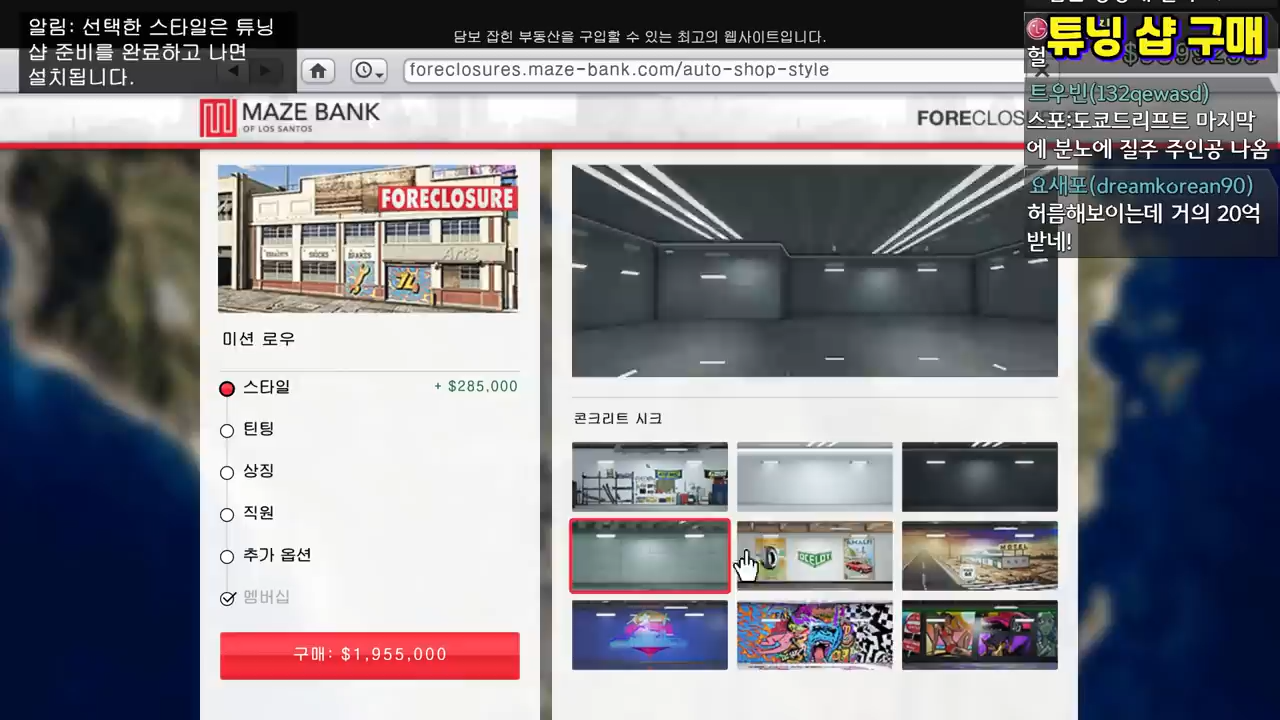 알림: 선택한 스타일은 튜닝
샵 준비를 완료하고 나면
설치됩니다.
담보 잡힌 부동산을 구입할 수 있는 최고의 웹사이트입니다.
튜닝 샵 구매
헐
foreclosures.maze-bank.com/auto-shop-style
트우빈(132qewasd)
스포:도쿄드리프트 마지막
에 분노에 질주 주인공 나옴
MAZE BANK
OF LOS SANTOS
FORECLOSURES
요새포(dreamkorean90)
허름해보이는데 거의 20억
받네!
FORECLOSURE
미션 로우
스타일
+ $285,000
틴팅
상징
직원
추가 옵션
멤버십
구매: $1,955,000
콘크리트 시크
OCELOT
MOTEL